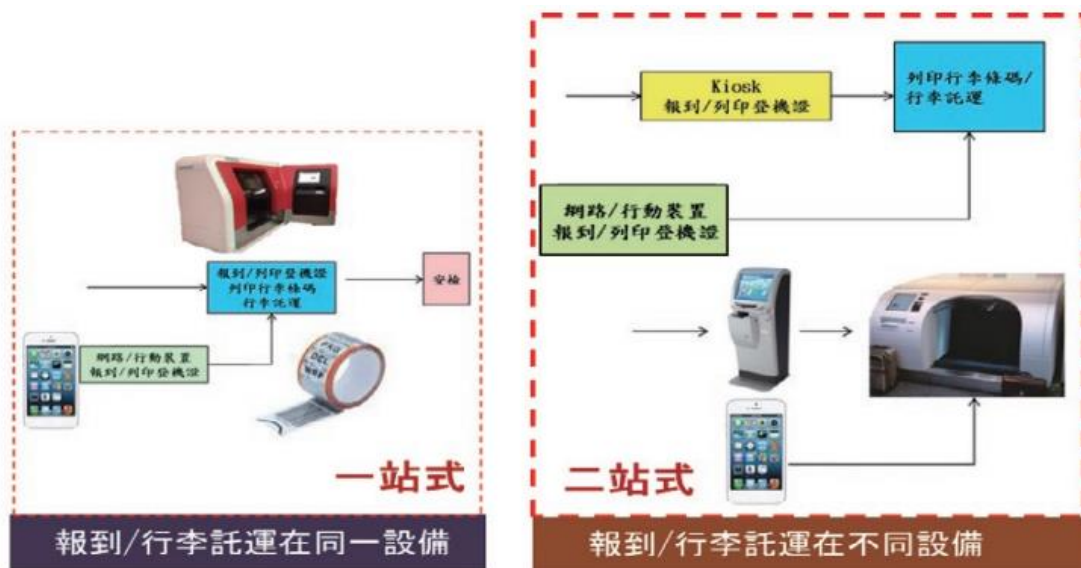 報到/列印登機證
列印行李條碼
行李託運
安檢
網路/行動裝置
報到/列印登機證
一站式
報到/行李託運在同一設備
Kiosk
報到/列印登機證
列印行李條碼/
行李託運
網路/行動裝置
報到/列印登機證
二站式
報到/行李託運在不同設備